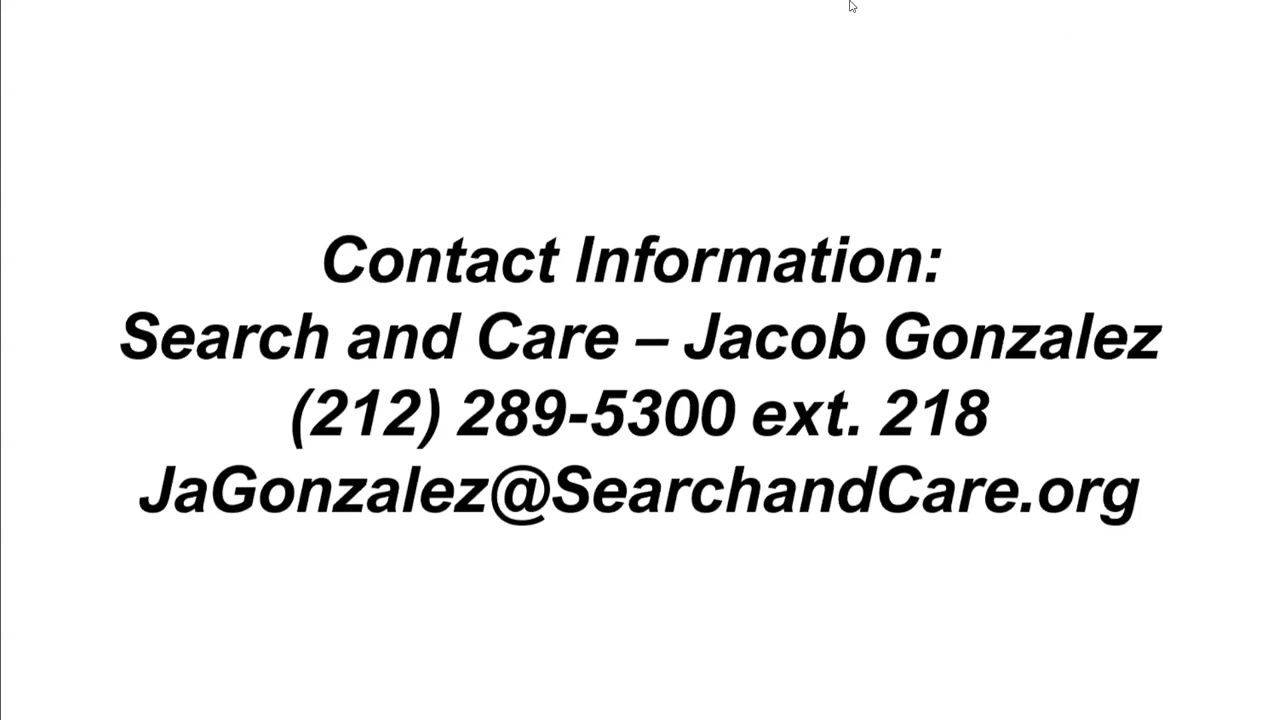 Contact Information:
Search and Care – Jacob Gonzalez
(212) 289-5300 ext. 218
JaGonzalez@SearchandCare.org